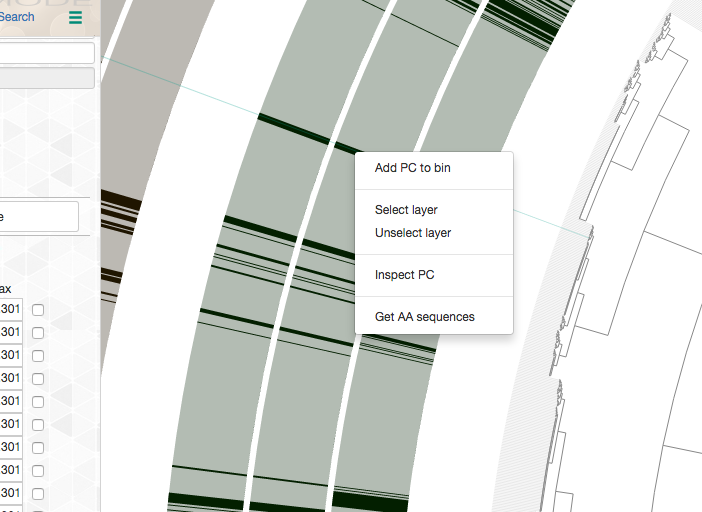 Search
e
ax
301
Add PC to bin
Select layer
Unselect layer
Inspect PC
Get AA sequences
301
301
301
301
301
301
301
301